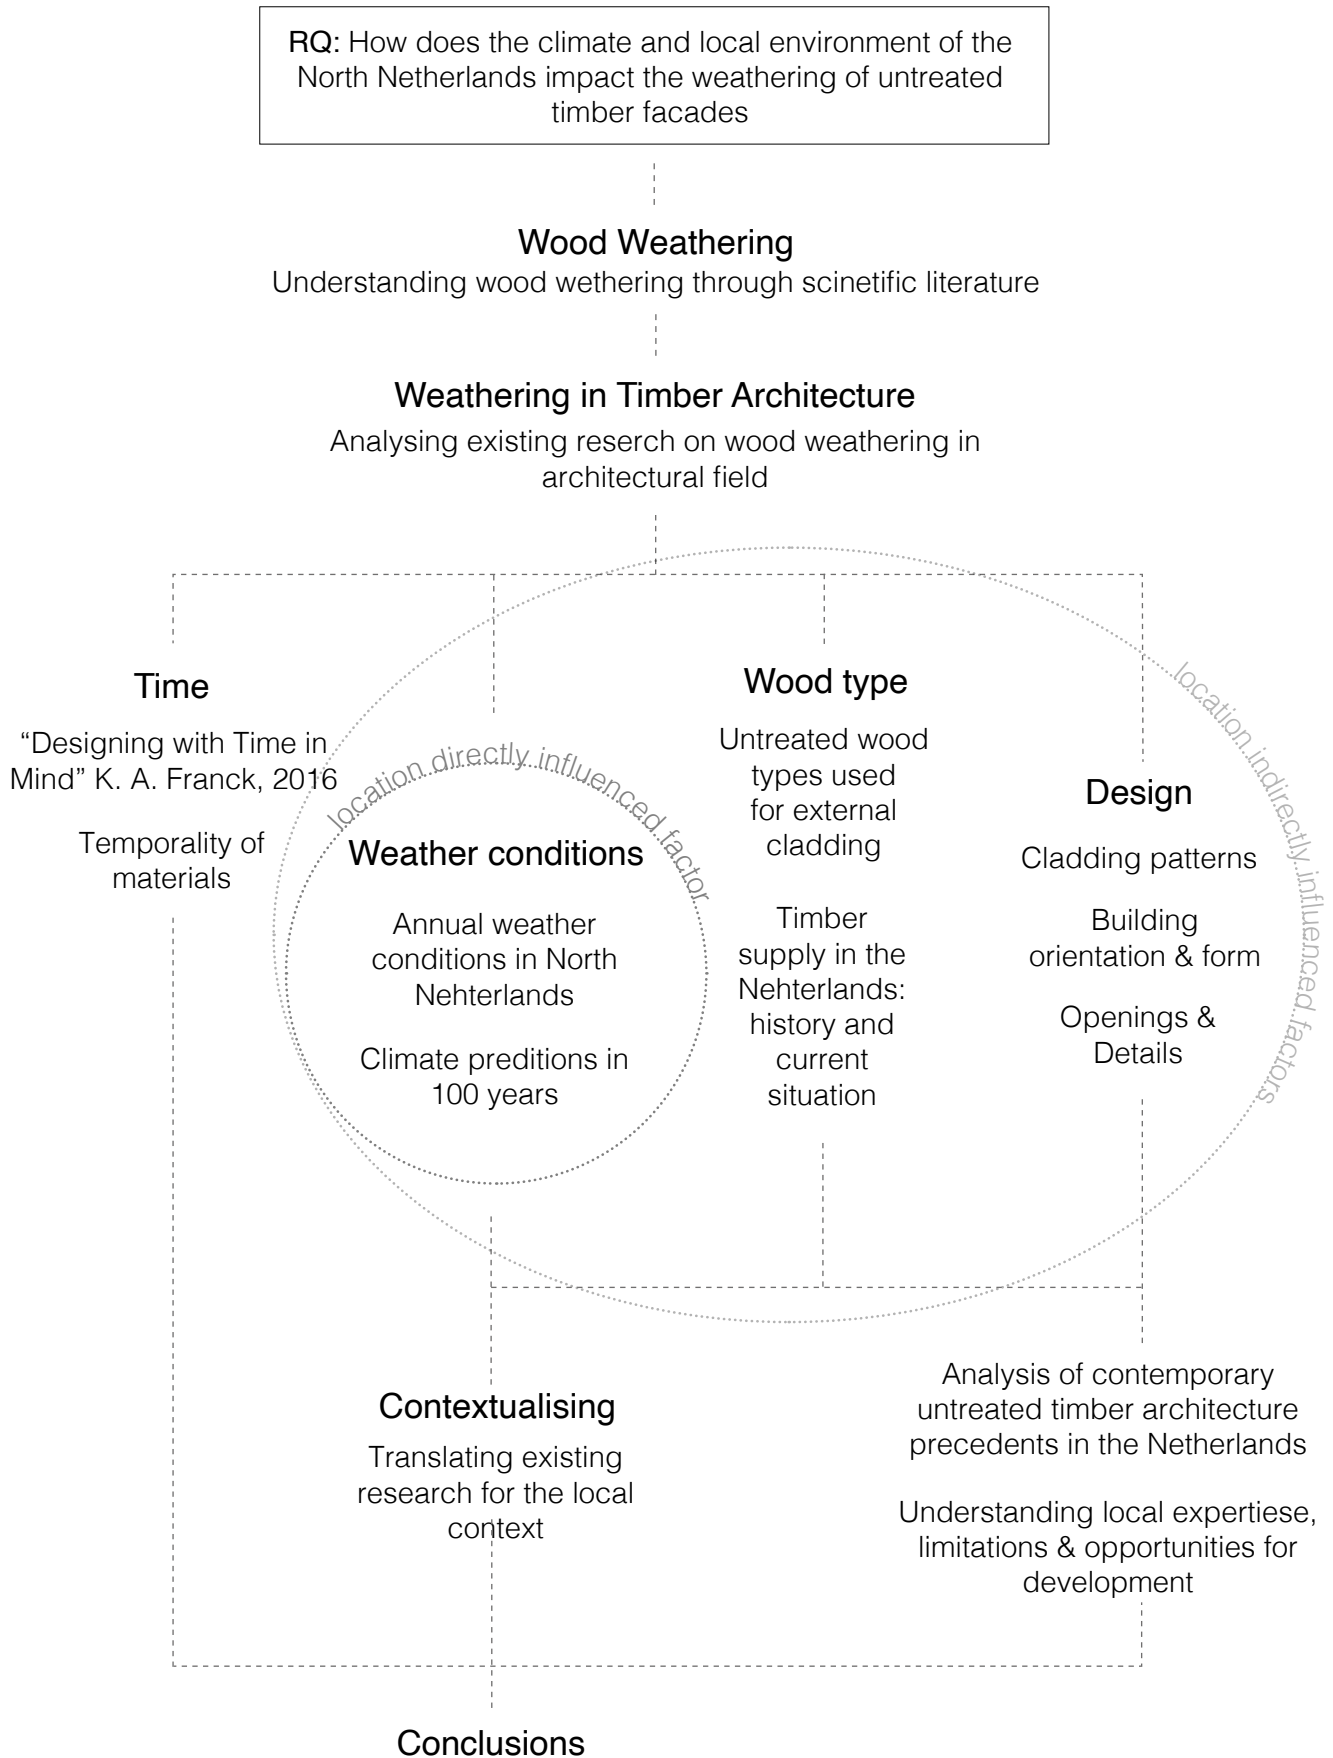 RQ: How does the climate and local environment of the
North Netherlands impact the weathering of untreated
timber facades
Wood Weathering
Understanding wood wethering through scinetific literature
Weathering in Timber Architecture
Analysing existing reserch on wood weathering in
architectural field
Time
“Designing with Time in
Mind” K. A. Franck, 2016
Temporality of
materials
location directly influenced factor
Weather conditions
Annual weather
conditions in North
Nehterlands
Climate preditions in
100 years
Wood type
Untreated wood
types used
for external
cladding
Timber
supply in the
Nehterlands:
history and
current
situation
Design
Cladding patterns
Building
orientation & form
Openings &
Details
location indirectly influenced factors
Contextualising
Translating existing
research for the local
context
Analysis of contemporary
untreated timber architecture
precedents in the Netherlands
Understanding local expertiese,
limitations & opportunities for
development
Conclusions